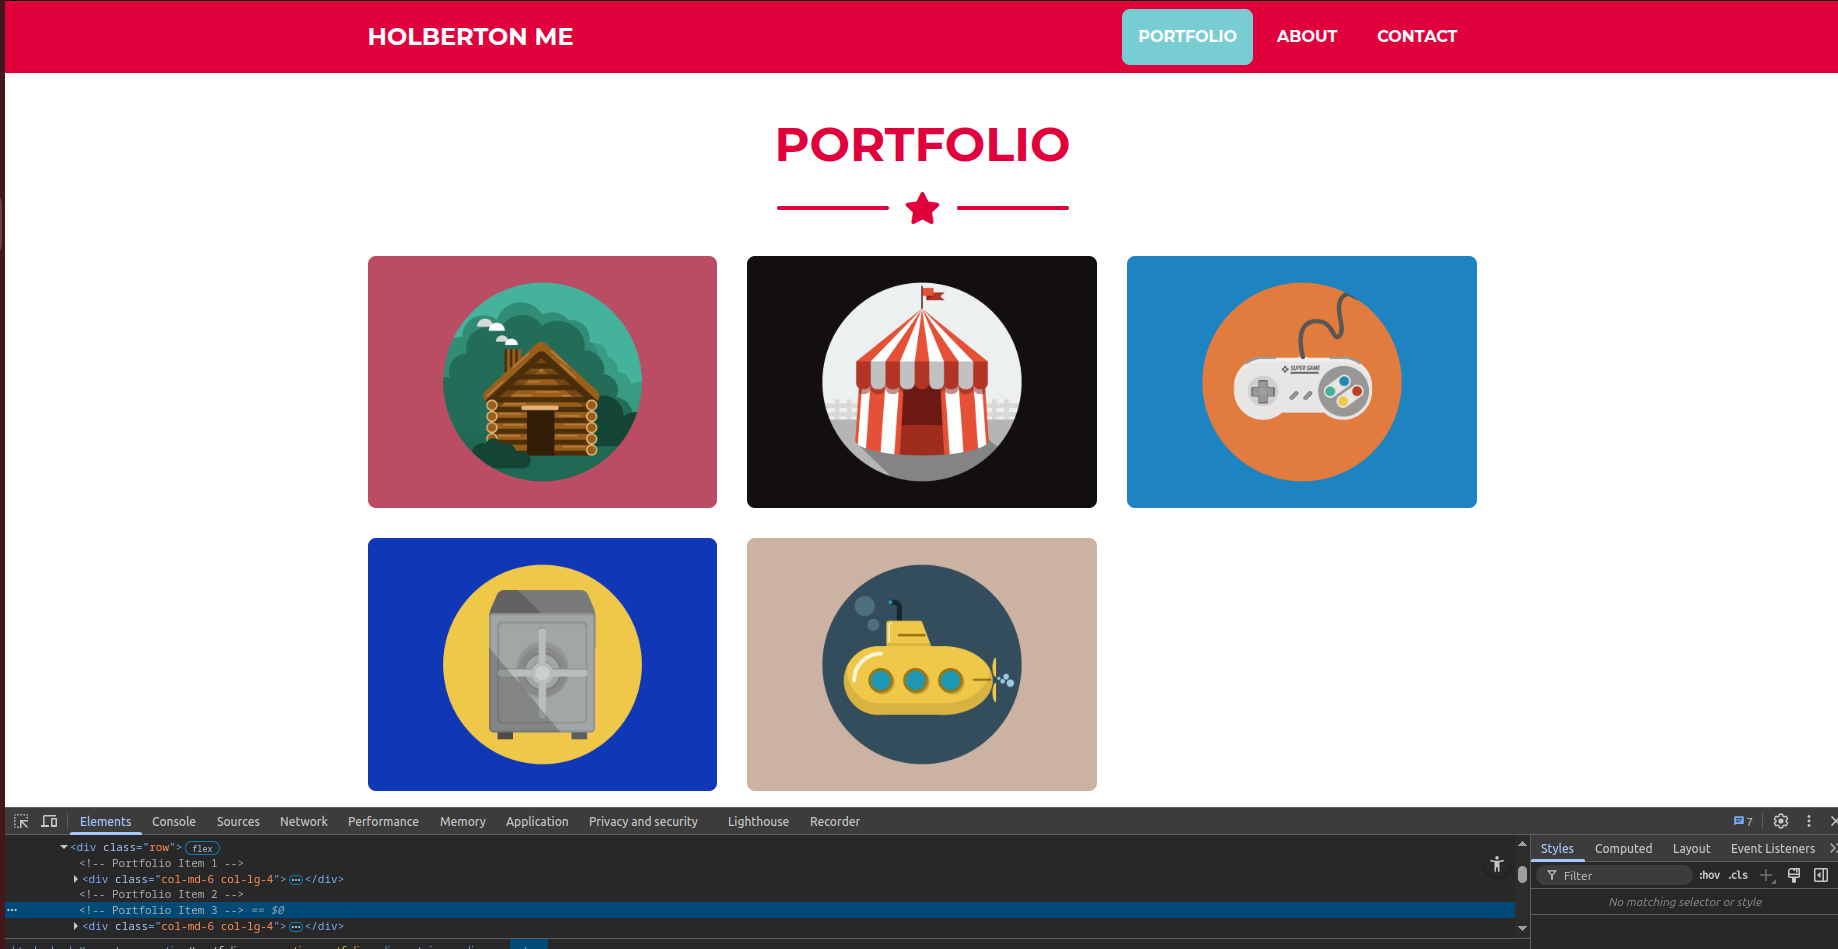 HOLBERTON ME PORTFOLIO ABOUT CONTACT
PORTFOLIO
SUPER GAME
Elements Console Sources Network Performance Memory Application Privacy and security Lighthouse Recorder 7
<div class="row"> flex
<!-- Portfolio Item 1 -->
<div class="col-md-6 col-lg-4"> ••• </div>
<!-- Portfolio Item 2 -->
<!-- Portfolio Item 3 --> == $0
<div class="col-md-6 col-lg-4"> ••• </div>
Styles Computed Layout Event Listeners
Filter :hov .cls
No matching selector or style